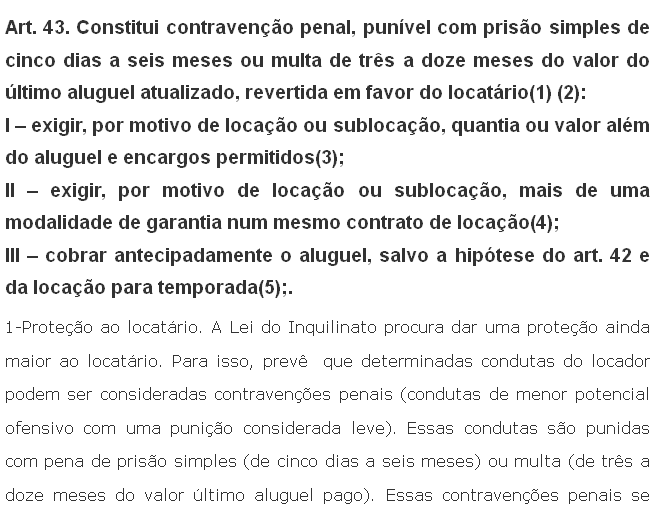 Art. 43. Constitui contravenção penal, punível com prisão simples de
cinco dias a seis meses ou multa de três a doze meses do valor do
último aluguel atualizado, revertida em favor do locatário(1) (2):
I – exigir, por motivo de locação ou sublocação, quantia ou valor além
do aluguel e encargos permitidos(3);
II – exigir, por motivo de locação ou sublocação, mais de uma
modalidade de garantia num mesmo contrato de locação(4);
III – cobrar antecipadamente o aluguel, salvo a hipótese do art. 42 e
da locação para temporada(5);.
1-Proteção ao locatário. A Lei do Inquilinato procura dar uma proteção ainda
maior ao locatário. Para isso, prevê  que determinadas condutas do locador
podem ser consideradas contravenções penais (condutas de menor potencial
ofensivo com uma punição considerada leve). Essas condutas são punidas
com pena de prisão simples (de cinco dias a seis meses) ou multa (de três a
doze meses do valor último aluguel pago). Essas contravenções penais se